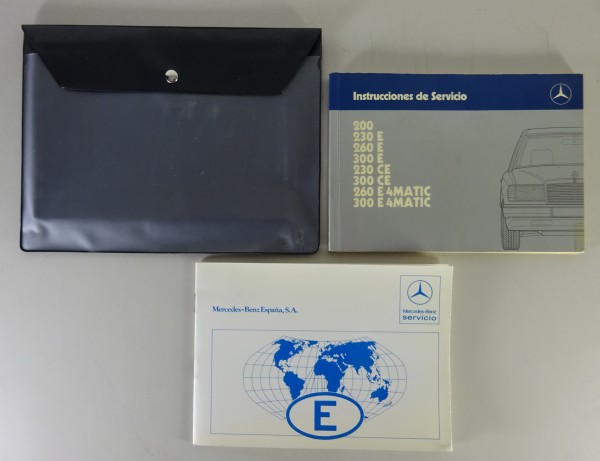 Instrucciones de Servicio
200
230 E
260 E
300 E
230 CE
300 CE
260 E 4MATIC
300 E 4MATIC
Mercedes-Benz España, S.A.
Mercedes-Benz
servicio
E